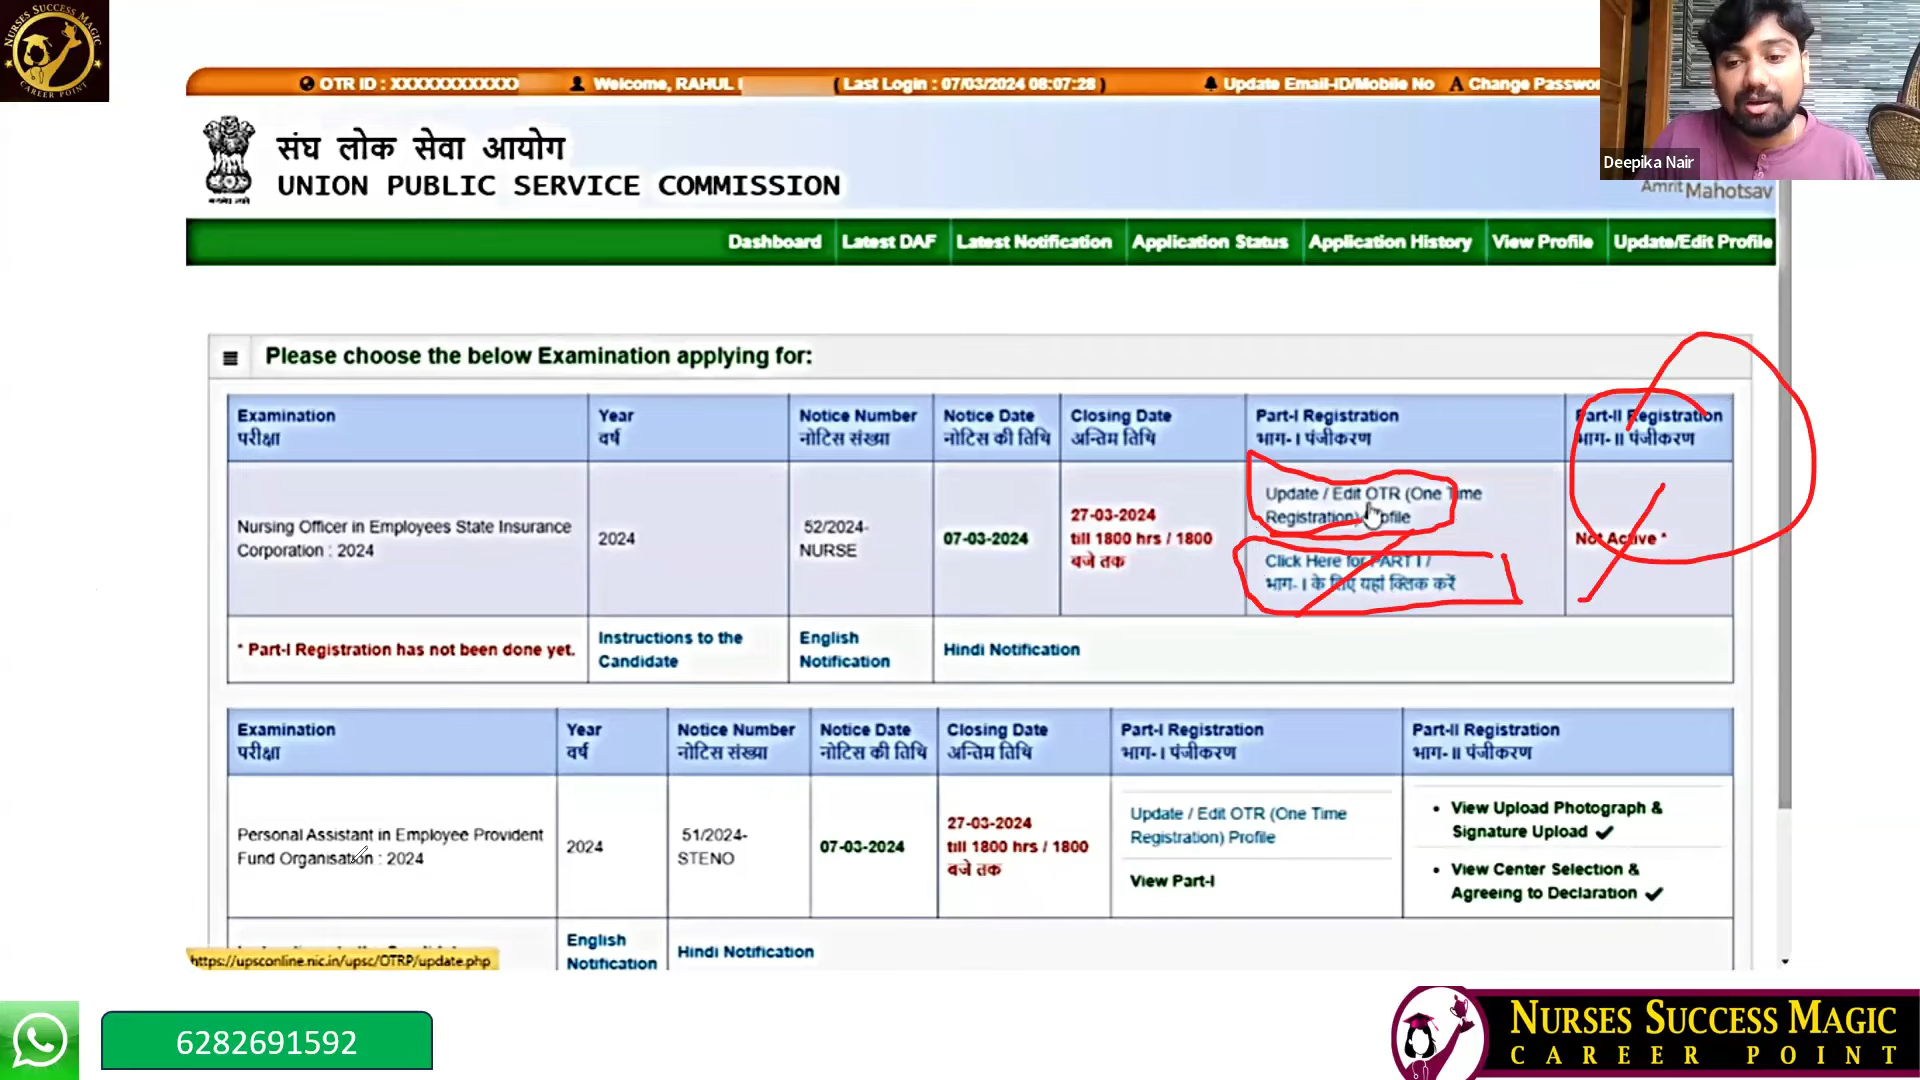 NURSES SUCCESS MAGIC
CAREER POINT
OTR ID : XXXXXXXXXXXX
Welcome, RAHUL
( Last Login : 07/03/2024 08:07:28 )
Update Email-ID/Mobile No
Change Passwor
Deepika Nair
संघ लोक सेवा आयोग
UNION PUBLIC SERVICE COMMISSION
Amrit Mahotsav
Dashboard Latest DAF Latest Notification Application Status Application History View Profile Update/Edit Profile
Please choose the below Examination applying for:
Examination
परीक्षा
Year
वर्ष
Notice Number
नोटिस संख्या
Notice Date
नोटिस की तिथि
Closing Date
अन्तिम तिथि
Part-I Registration
भाग- I पंजीकरण
Part-II Registration
भाग- II पंजीकरण
Nursing Officer in Employees State Insurance
Corporation : 2024
2024
52/2024-
NURSE
07-03-2024
27-03-2024
till 1800 hrs / 1800
बजे तक
Update / Edit OTR (One Time
Registration) Profile
Click Here for PART I /
भाग- I के लिए यहां क्लिक करें
Not Active *
* Part-I Registration has not been done yet.
Instructions to the
Candidate
English
Notification
Hindi Notification
Examination
परीक्षा
Year
वर्ष
Notice Number
नोटिस संख्या
Notice Date
नोटिस की तिथि
Closing Date
अन्तिम तिथि
Part-I Registration
भाग- I पंजीकरण
Part-II Registration
भाग- II पंजीकरण
Personal Assistant in Employee Provident
Fund Organisation : 2024
2024
51/2024-
STENO
07-03-2024
27-03-2024
till 1800 hrs / 1800
बजे तक
Update / Edit OTR (One Time
Registration) Profile
View Part-I
• View Upload Photograph &
Signature Upload ✔
• View Center Selection &
Agreeing to Declaration ✔
English
Notification
Hindi Notification
https://upsconline.nic.in/upsc/OTRP/update.php
6282691592
NURSES SUCCESS MAGIC
CAREER POINT